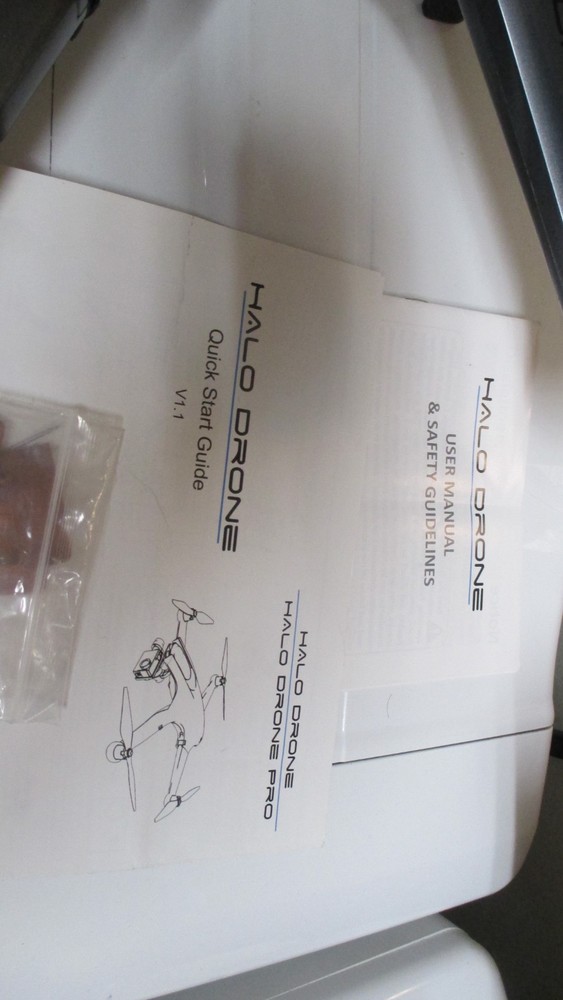 HALO DRONE
USER MANUAL
& SAFETY GUIDELINES
HALO DRONE
Quick Start Guide
V1.1
HALO DRONE
HALO DRONE PRO